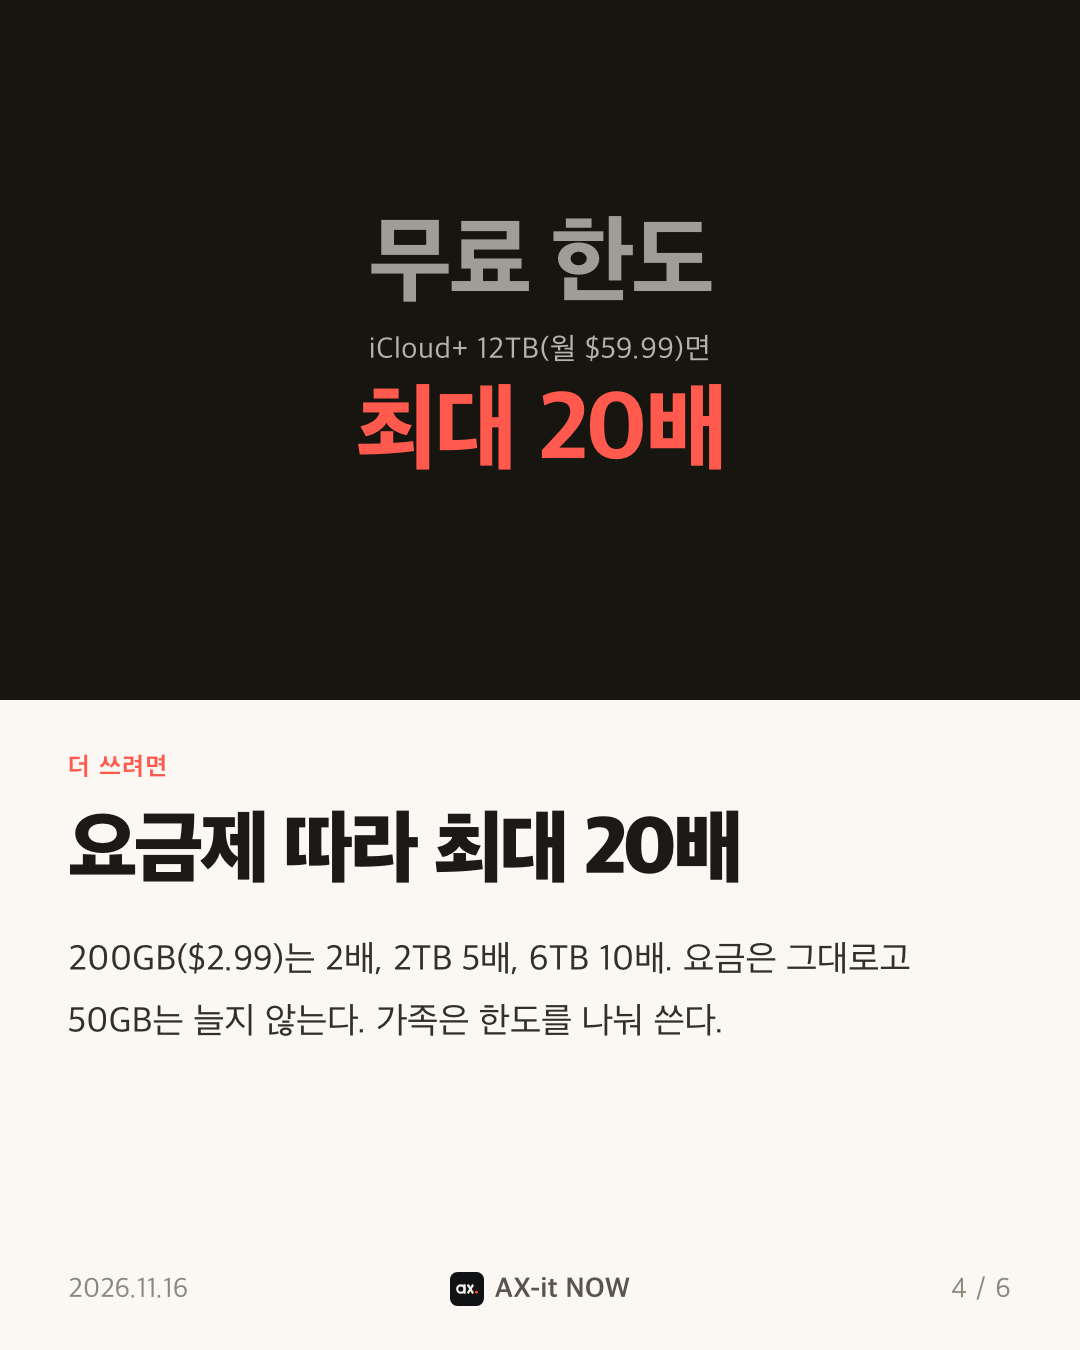 무료 한도
iCloud+ 12TB(월 $59.99)면
최대 20배
더 쓰려면
요금제 따라 최대 20배
200GB($2.99)는 2배, 2TB 5배, 6TB 10배. 요금은 그대로고
50GB는 늘지 않는다. 가족은 한도를 나눠 쓴다.
2026.11.16
ax. AX-it NOW
4 / 6